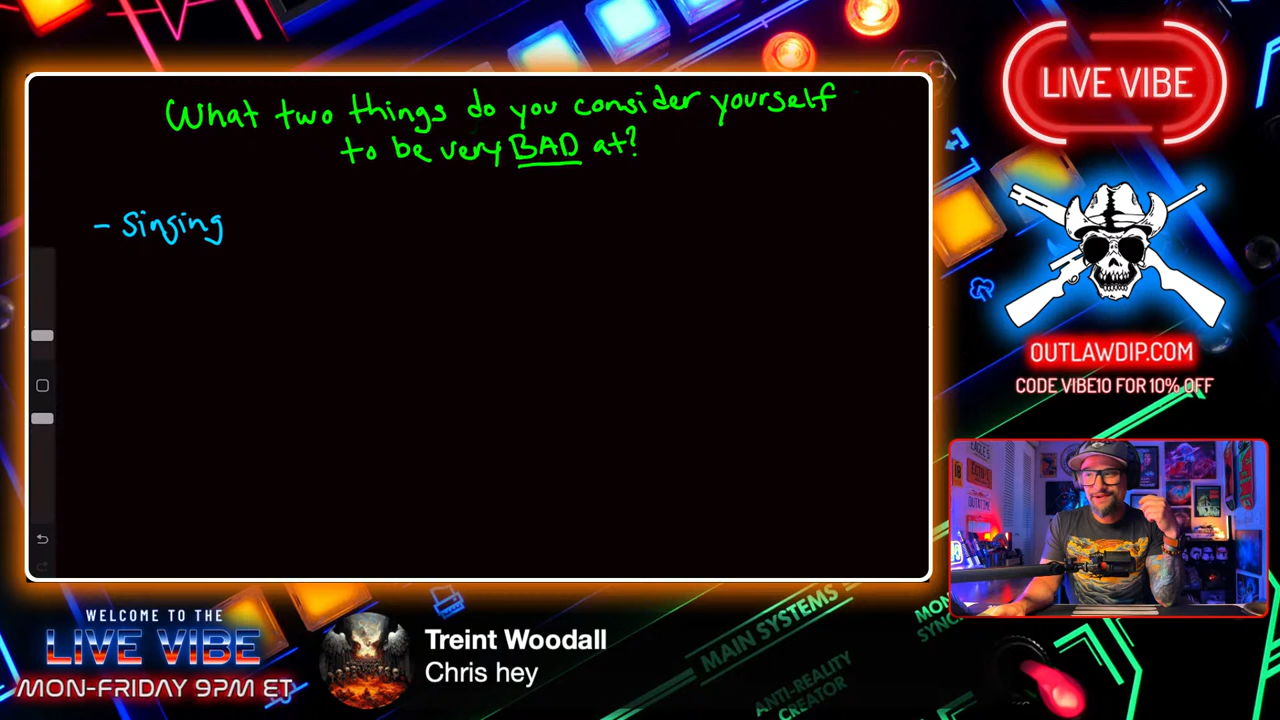 What two things do you consider yourself
to be very BAD at?
- Singing
LIVE VIBE
OUTLAWDIP.COM
CODE VIBE10 FOR 10% OFF
WELCOME TO THE
LIVE VIBE
MON-FRIDAY 9PM ET
Treint Woodall
Chris hey
MAIN SYSTEMS
ANTI-REALITY
CREATOR
MON
SYNC